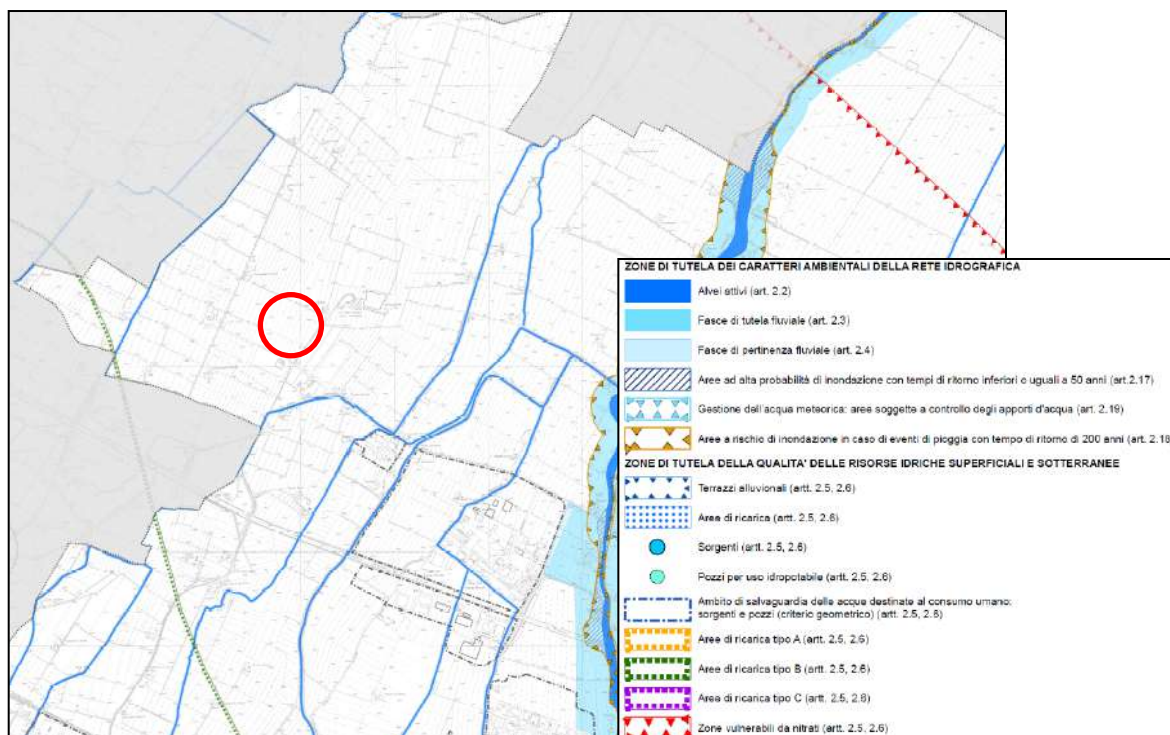 ZONE DI TUTELA DEI CARATTERI AMBIENTALI DELLA RETE IDROGRAFICA
Alvei attivi (art. 2.2)
Fasce di tutela fluviale (art. 2.3)
Fasce di pertinenza fluviale (art. 2.4)
Aree ad alta probabilità di inondazione con tempi di ritorno inferiori o uguali a 50 anni (art.2.17)
Gestione dell'acqua meteorica: aree soggette a controllo degli apporti d'acqua (art. 2.19)
Aree a rischio di inondazione in caso di eventi di pioggia con tempo di ritorno di 200 anni (art. 2.18
ZONE DI TUTELA DELLA QUALITA' DELLE RISORSE IDRICHE SUPERFICIALI E SOTTERRANEE
Terrazzi alluvionali (artt. 2.5, 2.6)
Aree di ricarica (artt. 2.5, 2.6)
Sorgenti (artt. 2.5, 2.6)
Pozzi per uso idropotabile (artt. 2.5, 2.6)
Ambito di salvaguardia delle acque destinate al consumo umano:
sorgenti e pozzi (criterio geometrico) (artt. 2.5, 2.6)
Aree di ricarica tipo A (artt. 2.5, 2.6)
Aree di ricarica tipo B (artt. 2.5, 2.6)
Aree di ricarica tipo C (artt. 2.5, 2.6)
Zone vulnerabili da nitrati (artt. 2.5, 2.6)